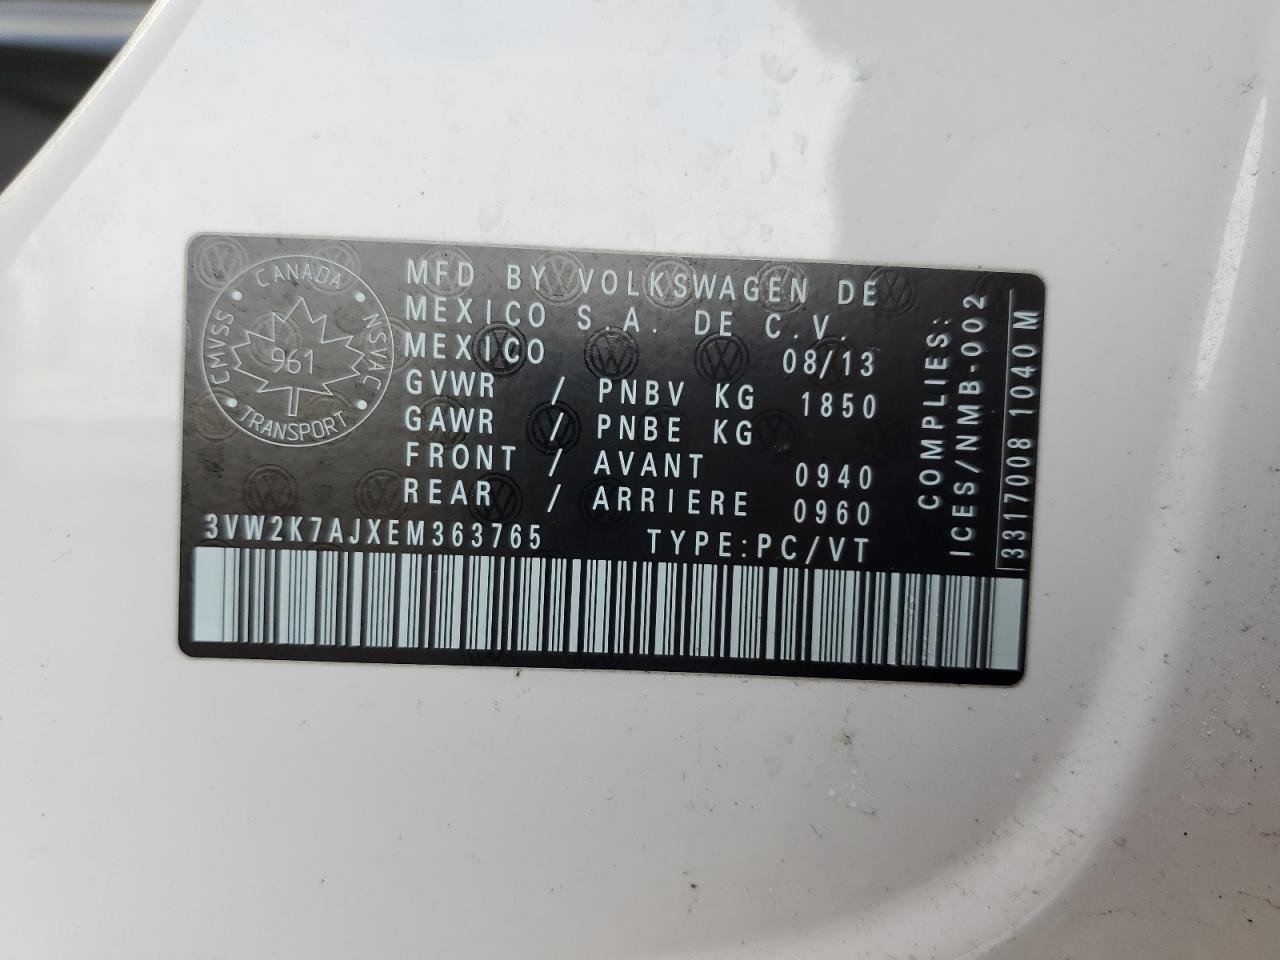 CANADA
CMVSS
NSVAC
961
TRANSPORT
MFD BY VOLKSWAGEN DE
MEXICO S.A. DE C.V.
MEXICO 08/13
GVWR / PNBV KG 1850
GAWR / PNBE KG
FRONT / AVANT 0940
REAR / ARRIERE 0960
3VW2K7AJXEM363765 TYPE:PC/VT
COMPLIES:
ICES/NMB-002
3317008 1040 M